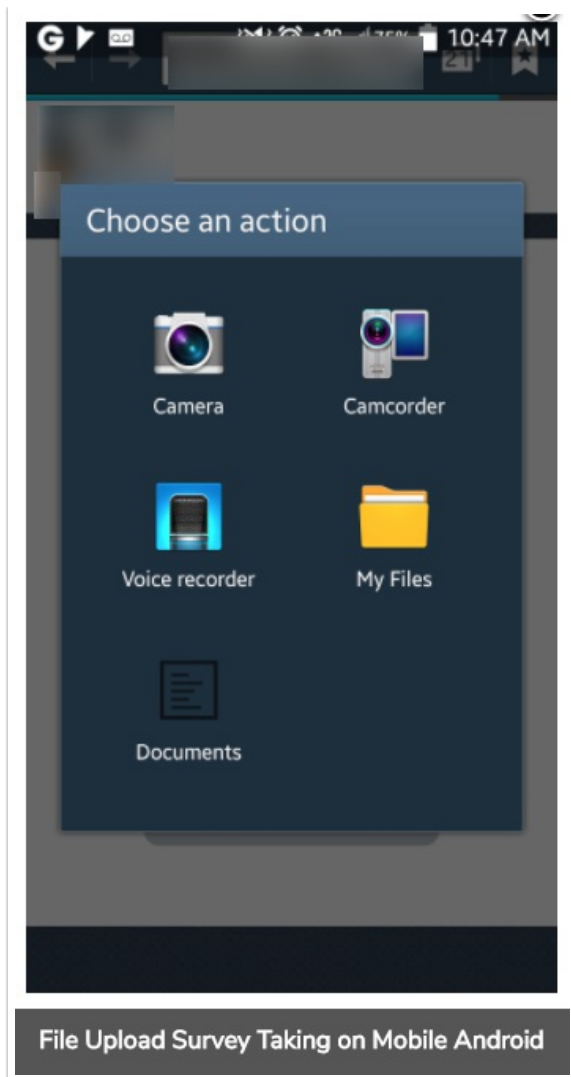 G 10:47 AM
21
Choose an action
Camera Camcorder
Voice recorder My Files
Documents
File Upload Survey Taking on Mobile Android